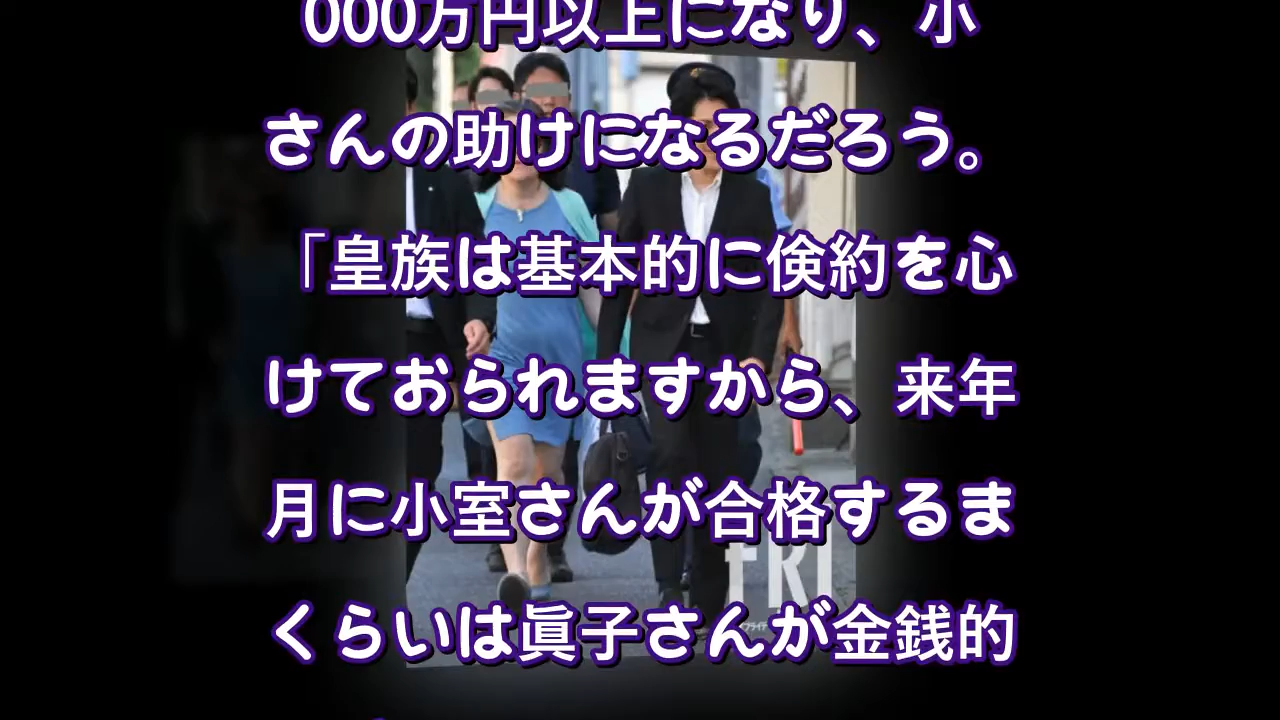 000万円以上になり、小
さんの助けになるだろう。
「皇族は基本的に倹約を心
けておられますから、来年
月に小室さんが合格するま
くらいは眞子さんが金銭的
FRI